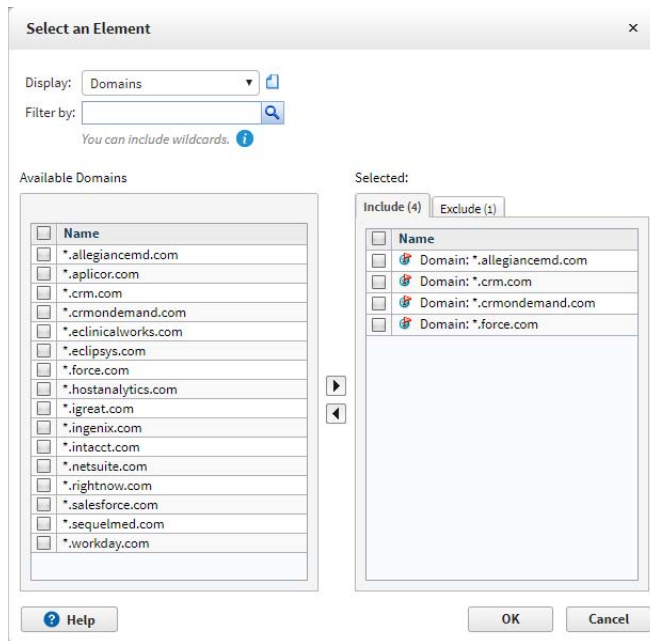 Select an Element
×
Display: Domains
Filter by:
You can include wildcards.
Available Domains
Name
*.allegiancemd.com
*.aplicor.com
*.crm.com
*.crmondemand.com
*.eclinicalworks.com
*.eclipsys.com
*.force.com
*.hostanalytics.com
*.igreat.com
*.ingenix.com
*.intacct.com
*.netsuite.com
*.rightnow.com
*.salesforce.com
*.sequelmed.com
*.workday.com
Selected:
Include (4) Exclude (1)
Name
Domain: *.allegiancemd.com
Domain: *.crm.com
Domain: *.crmondemand.com
Domain: *.force.com
? Help
OK
Cancel